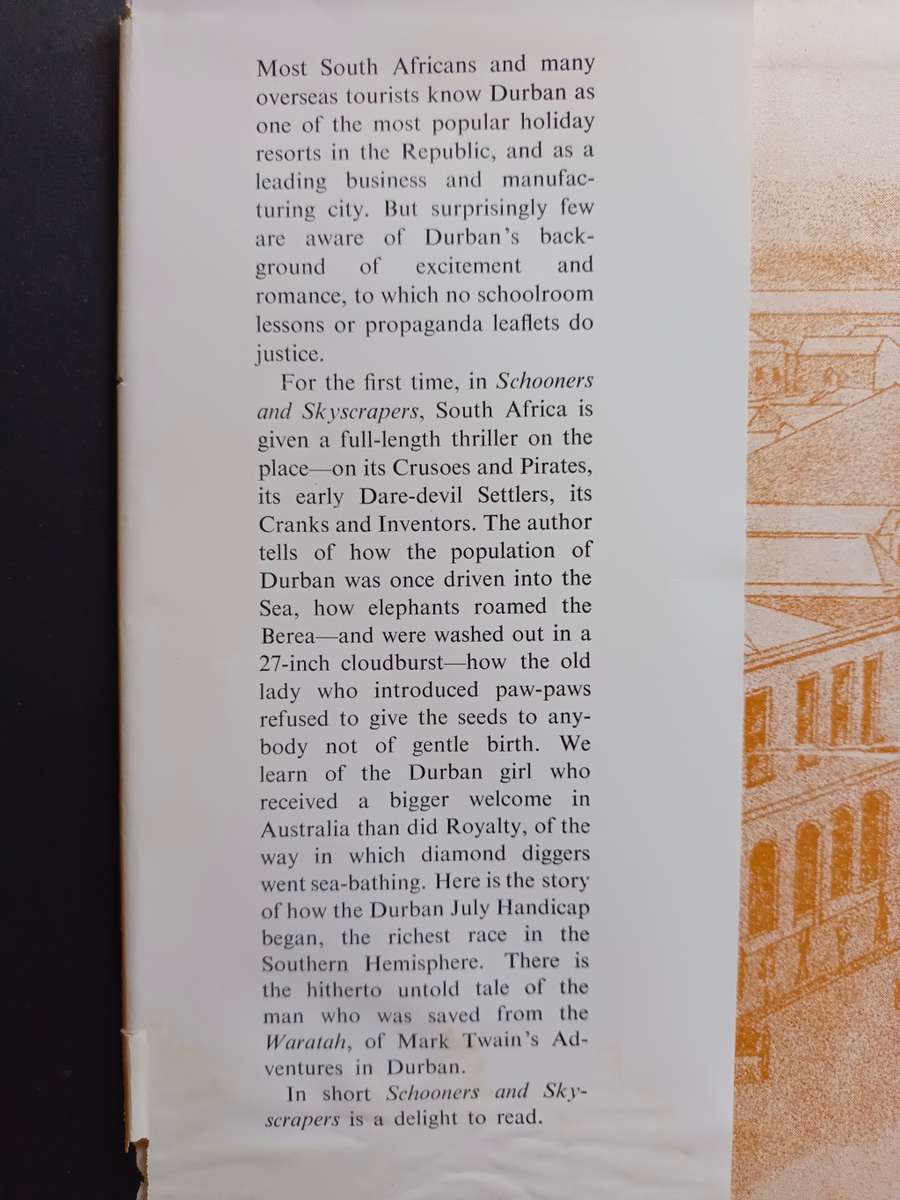 Most South Africans and many
overseas tourists know Durban as
one of the most popular holiday
resorts in the Republic, and as a
leading business and manufac-
turing city. But surprisingly few
are aware of Durban's back-
ground of excitement and
romance, to which no schoolroom
lessons or propaganda leaflets do
justice.
For the first time, in Schooners
and Skyscrapers, South Africa is
given a full-length thriller on the
place—on its Crusoes and Pirates,
its early Dare-devil Settlers, its
Cranks and Inventors. The author
tells of how the population of
Durban was once driven into the
Sea, how elephants roamed the
Berea—and were washed out in a
27-inch cloudburst—how the old
lady who introduced paw-paws
refused to give the seeds to any-
body not of gentle birth. We
learn of the Durban girl who
received a bigger welcome in
Australia than did Royalty, of the
way in which diamond diggers
went sea-bathing. Here is the story
of how the Durban July Handicap
began, the richest race in the
Southern Hemisphere. There is
the hitherto untold tale of the
man who was saved from the
Waratah, of Mark Twain's Ad-
ventures in Durban.
In short Schooners and Sky-
scrapers is a delight to read.